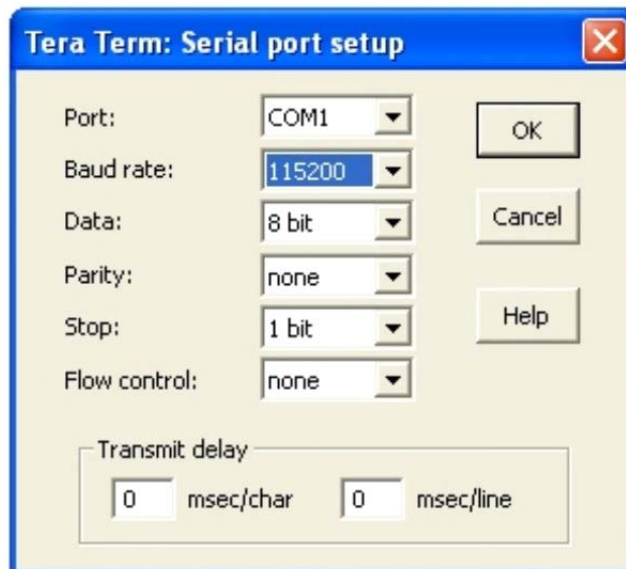 Tera Term: Serial port setup
Port: COM1
OK
Baud rate: 115200
Data: 8 bit
Cancel
Parity: none
Stop: 1 bit
Help
Flow control: none
Transmit delay
0 msec/char 0 msec/line